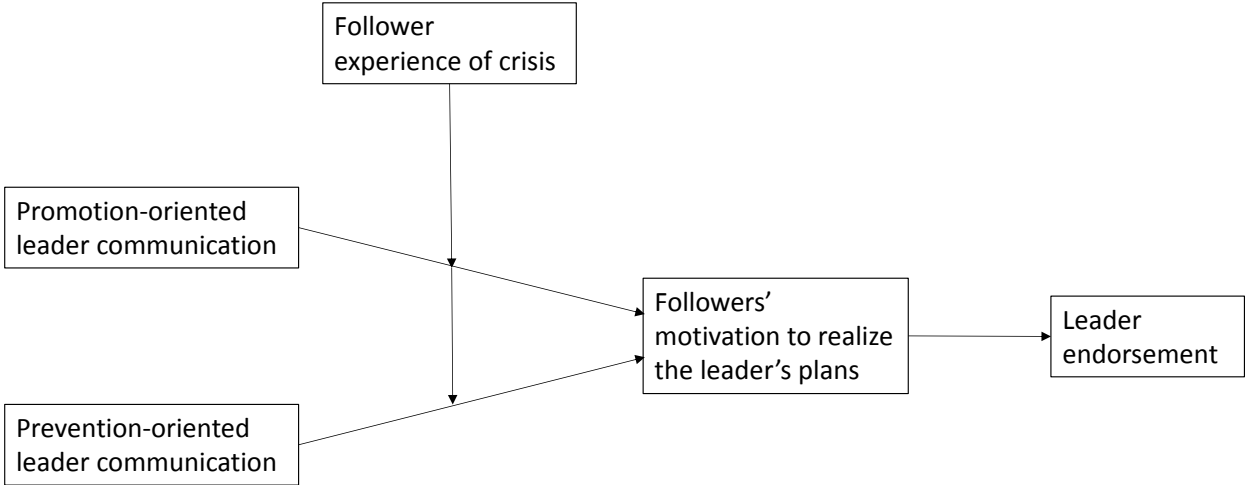 Follower
experience of crisis
Promotion-oriented
leader communication
Followers’
motivation to realize
the leader’s plans
Leader
endorsement
Prevention-oriented
leader communication